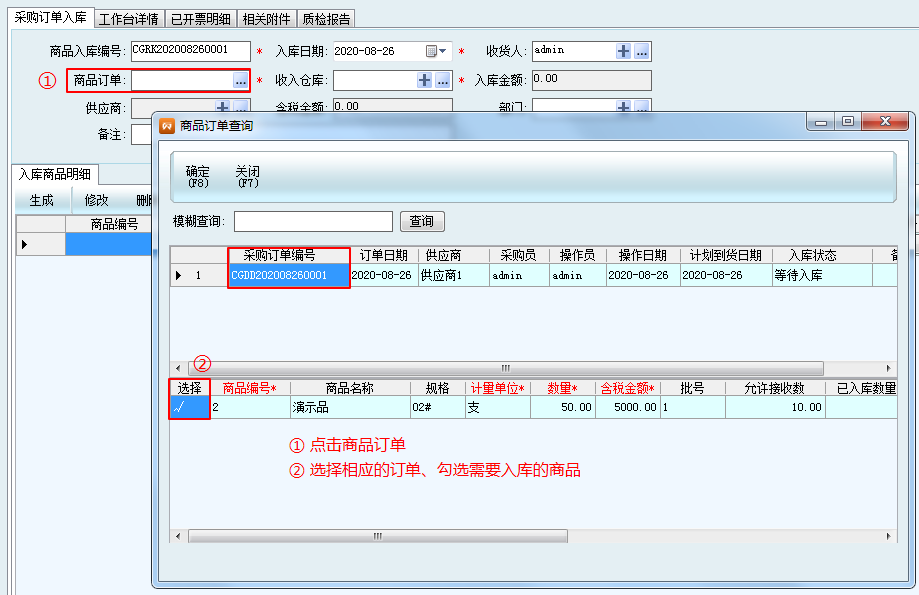 采购订单入库 工作台详情 已开票明细 相关附件 质检报告
商品入库编号: CGRK202008260001 * 入库日期: 2020-08-26 * 收货人: admin
① 商品订单: * 收入仓库: * 入库金额: 0.00
供应商: 含税金额: 0.00 部门:
备注:
商品订单查询
入库商品明细
生成 修改
商品编号
确定 (F8) 关闭 (F7)
模糊查询: 查询
采购订单编号 订单日期 供应商 采购员 操作员 操作日期 计划到货日期 入库状态
1 CGDD202008260001 2020-08-26 供应商1 admin admin 2020-08-26 2020-08-26 等待入库
②
选择 商品编号* 商品名称 规格 计量单位* 数量* 含税金额* 批号 允许接收数 已入库数量
√ 2 演示品 02# 支 50.00 5000.00 1 10.00
① 点击商品订单
② 选择相应的订单、勾选需要入库的商品